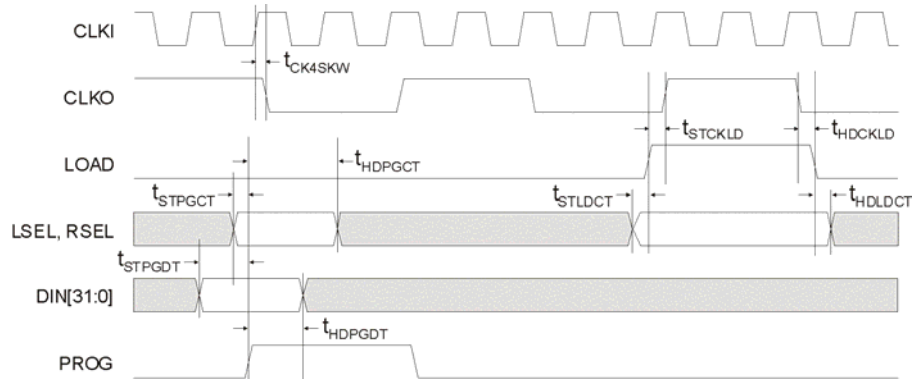 CLKI
tCK4SKW
CLKO
tSTCKLD
tHDCKLD
LOAD
tHDPGCT
tSTPGCT
tSTLDCT
tHDLDCT
LSEL, RSEL
tSTPGDT
DIN[31:0]
tHDPGDT
PROG